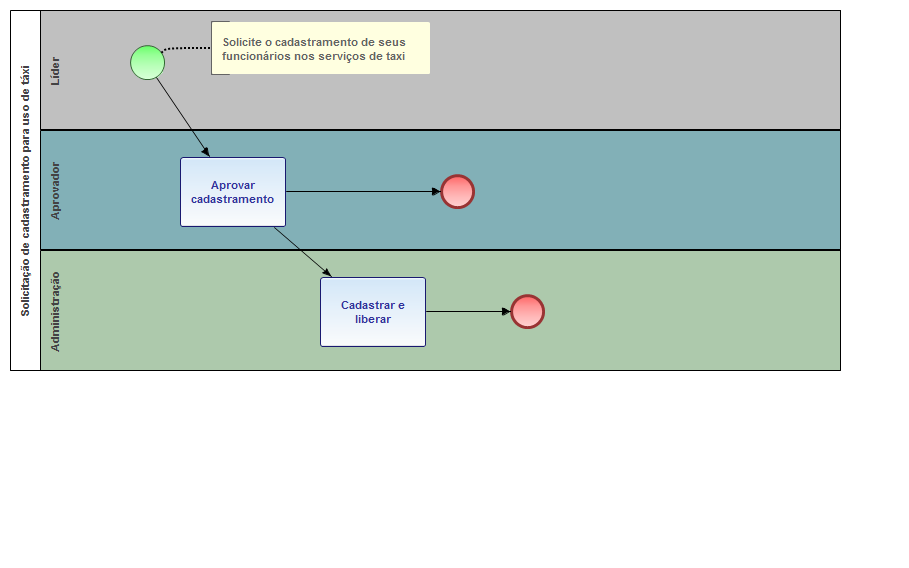 Solicitação de cadastramento para uso de táxi
Líder
Solicite o cadastramento de seus
funcionários nos serviços de taxi
Aprovador
Aprovar
cadastramento
Administração
Cadastrar e
liberar